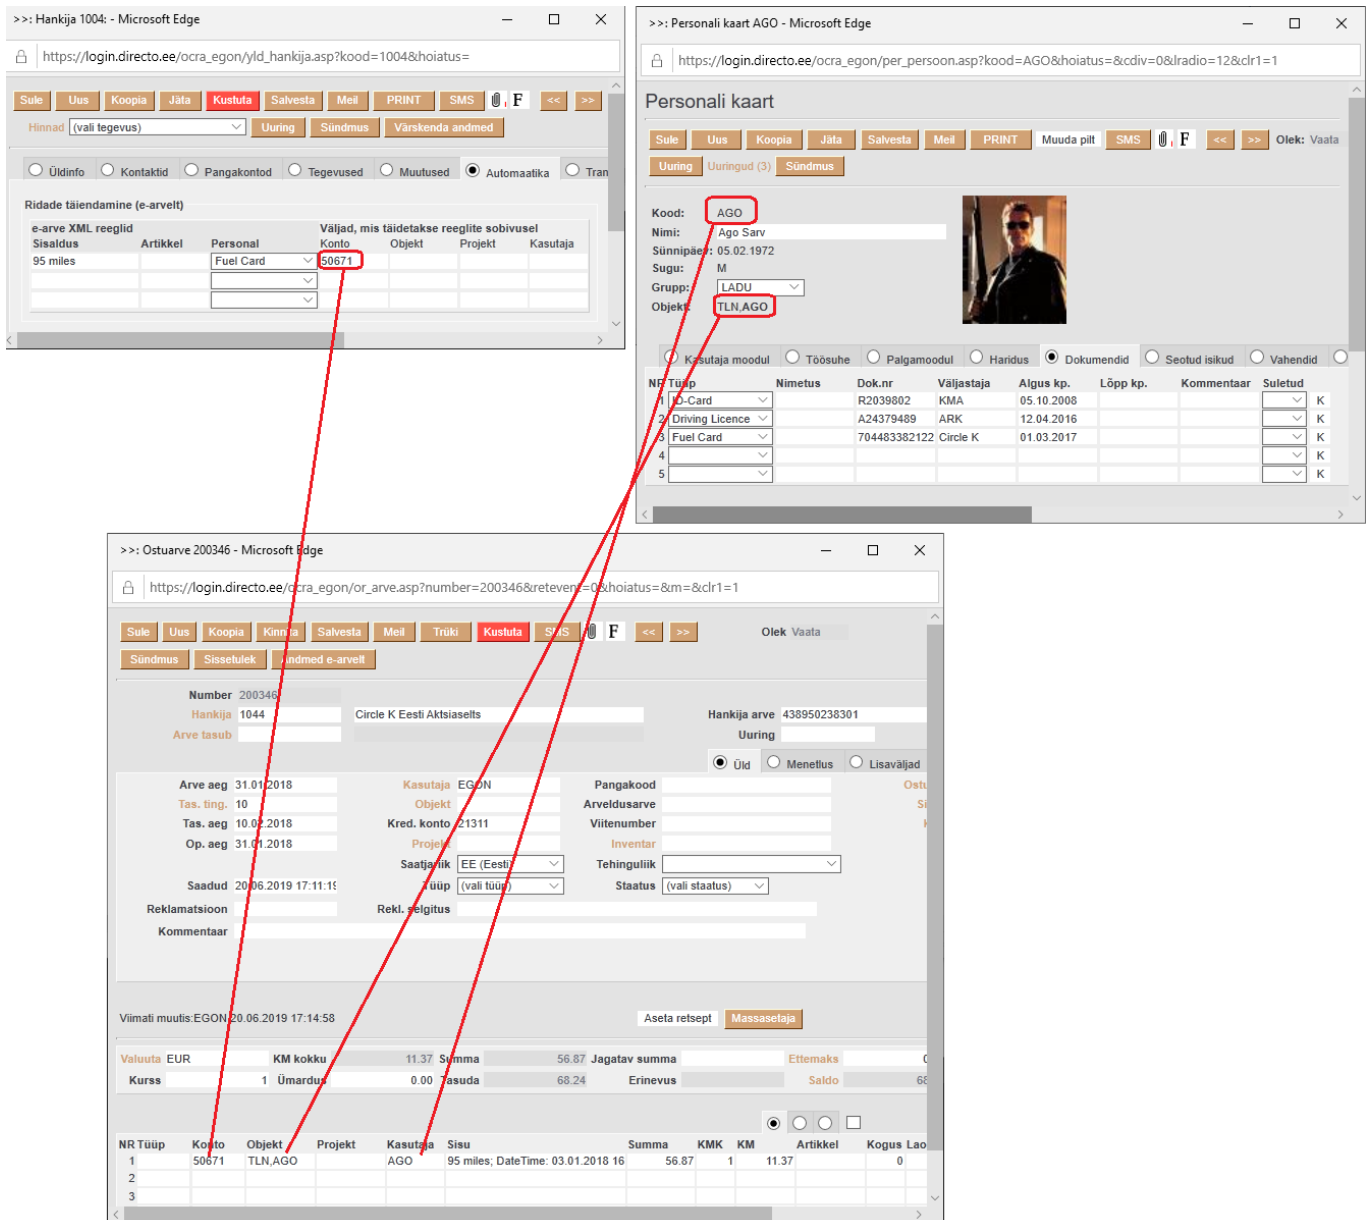 >>: Hankija 1004: - Microsoft Edge
https://login.directo.ee/ocra_egon/yld_hankija.asp?kood=1004&hoiatus=
Sule Uus Koopia Jäta Kustuta Salvesta Meil PRINT SMS F << >>
Hinnad (vali tegevus) Uuring Sündmus Värskenda andmed
Üldinfo Kontaktid Pangakontod Tegevused Muutused Automaatika Tran
Ridade täiendamine (e-arvelt)
e-arve XML reeglid Väljad, mis täidetakse reeglite sobivusel
Sisaldus Artikkel Personal Konto Objekt Projekt Kasutaja
95 miles Fuel Card 50671
>>: Personali kaart AGO - Microsoft Edge
https://login.directo.ee/ocra_egon/per_persoon.asp?kood=AGO&hoiatus=&cdiv=0&lradio=12&clr1=1
Personali kaart
Sule Uus Koopia Jäta Salvesta Meil PRINT Muuda pilt SMS F << >> Olek: Vaata
Uuring Uuringud (3) Sündmus
Kood: AGO
Nimi: Ago Sarv
Sünnipäev: 05.02.1972
Sugu: M
Grupp: LADU
Objekt: TLN,AGO
Kasutaja moodul Töösuhe Palgamoodul Haridus Dokumendid Seotud isikud Vahendid
NR Tüüp Nimetus Dok.nr Väljastaja Algus kp. Lõpp kp. Kommentaar Suletud
1 ID-Card R2039802 KMA 05.10.2008 K
2 Driving Licence A24379489 ARK 12.04.2016 K
3 Fuel Card 704483382122 Circle K 01.03.2017 K
4 K
5 K
>>: Ostuarve 200346 - Microsoft Edge
https://login.directo.ee/ocra_egon/or_arve.asp?number=200346&retevent=0&hoiatus=&m=&clr1=1
Sule Uus Koopia Kinnita Salvesta Meil Trüki Kustuta SMS F << >> Olek Vaata
Sündmus Sissetulek Andmed e-arvelt
Number 200346
Hankija 1044 Circle K Eesti Aktsiaselts Hankija arve 438950238301
Arve tasub Uuring
Üld Menetlus Lisaväljad
Arve aeg 31.01.2018 Kasutaja EGON Pangakood Ostu
Tas. ting. 10 Objekt Arveldusarve Si
Tas. aeg 10.02.2018 Kred. konto 21311 Viitenumber
Op. aeg 31.01.2018 Projekt Inventar
Saatjariik EE (Eesti) Tehinguliik
Saadud 20.06.2019 17:11:19 Tüüp (vali tüüp) Staatus (vali staatus)
Reklamatsioon Rekl. selgitus
Kommentaar
Viimati muutis:EGON 20.06.2019 17:14:58 Aseta retsept Massasetaja
Valuuta EUR KM kokku 11.37 Summa 56.87 Jagatav summa Ettemaks 0
Kurss 1 Ümardus 0.00 Tasuda 68.24 Erinevus Saldo 68
NR Tüüp Konto Objekt Projekt Kasutaja Sisu Summa KMK KM Artikkel Kogus Lao
1 50671 TLN,AGO AGO 95 miles; DateTime: 03.01.2018 16 56.87 1 11.37 0
2
3